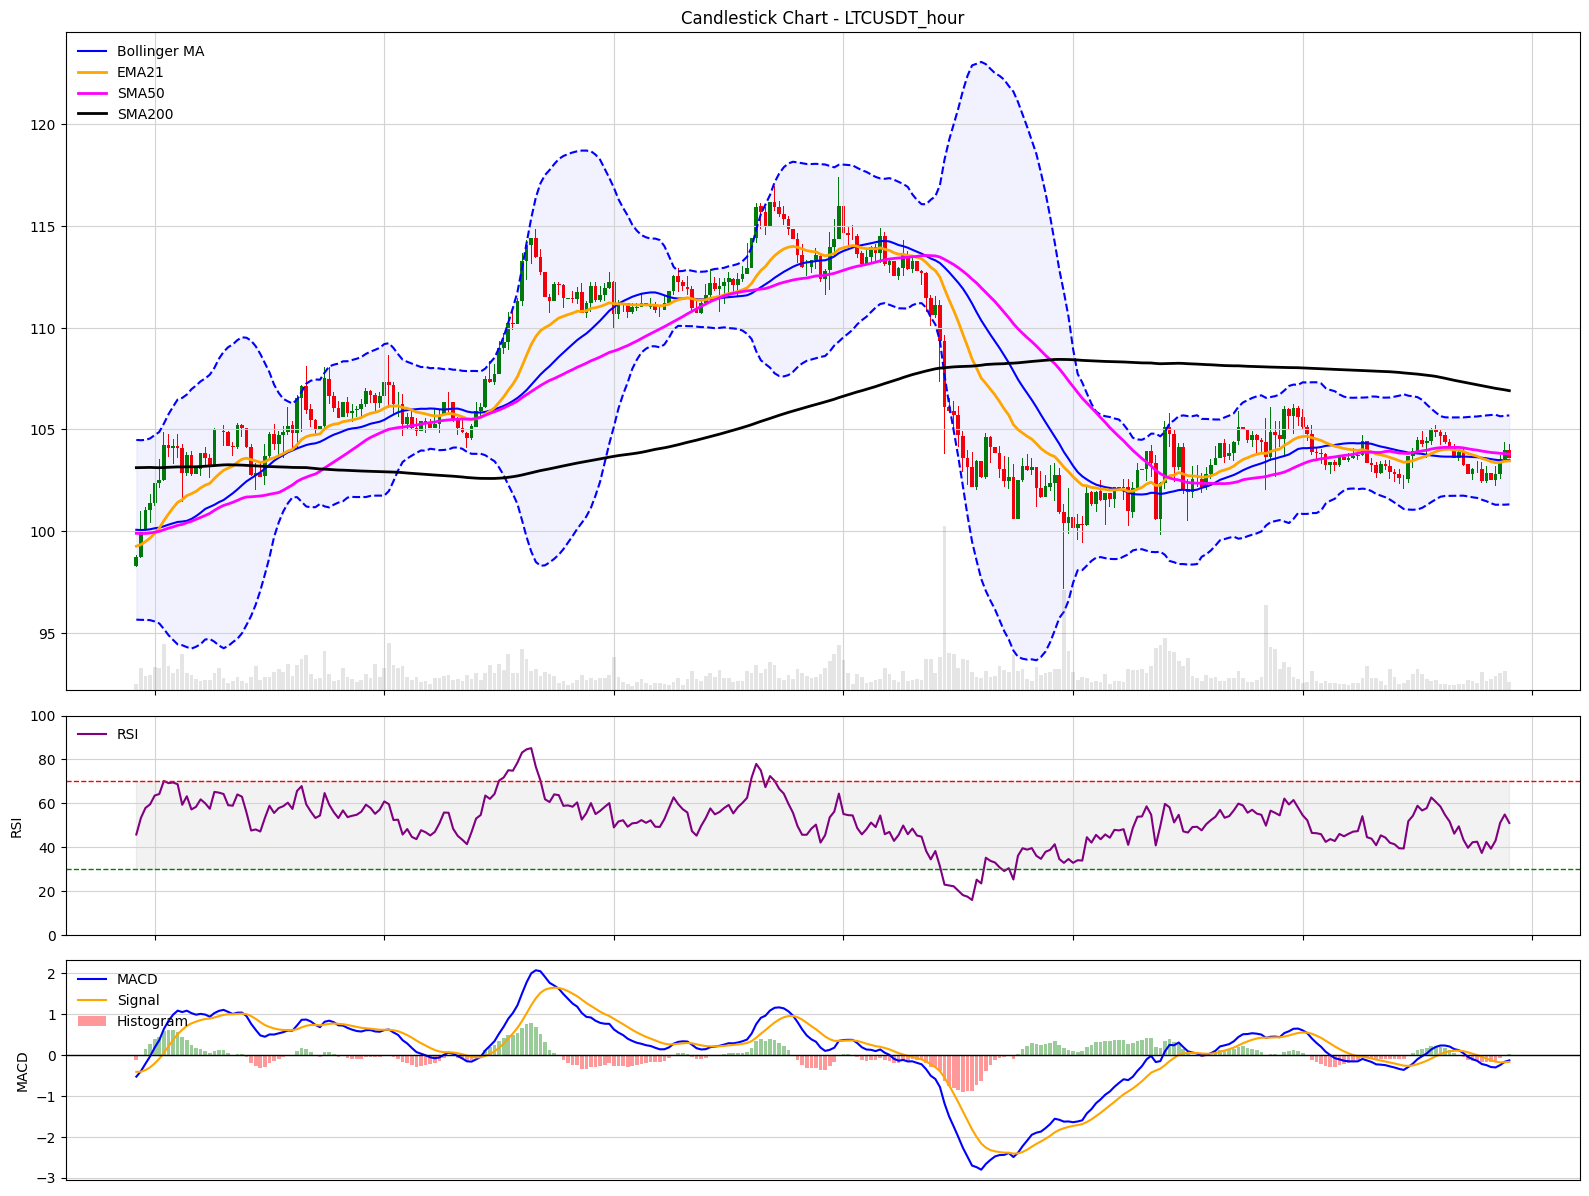 Candlestick Chart - LTCUSDT_hour
Bollinger MA
EMA21
SMA50
SMA200
120
115
110
105
100
95
RSI
100
80
60
40
20
0
RSI
MACD
Signal
Histogram
2
1
0
−1
−2
−3
MACD